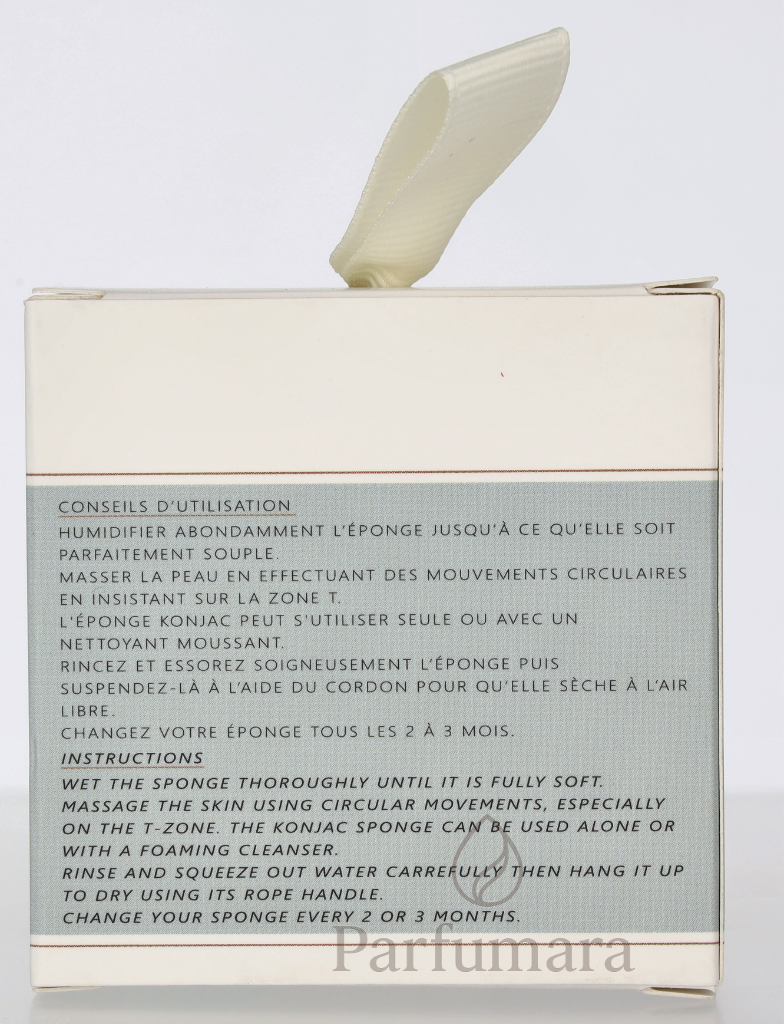 CONSEILS D'UTILISATION
HUMIDIFIER ABONDAMMENT L'ÉPONGE JUSQU'À CE QU'ELLE SOIT
PARFAITEMENT SOUPLE.
MASSER LA PEAU EN EFFECTUANT DES MOUVEMENTS CIRCULAIRES
EN INSISTANT SUR LA ZONE T.
L'ÉPONGE KONJAC PEUT S'UTILISER SEULE OU AVEC UN
NETTOYANT MOUSSANT.
RINCEZ ET ESSOREZ SOIGNEUSEMENT L'ÉPONGE PUIS
SUSPENDEZ-LÀ À L'AIDE DU CORDON POUR QU'ELLE SÈCHE À L'AIR
LIBRE.
CHANGEZ VOTRE ÉPONGE TOUS LES 2 À 3 MOIS.
INSTRUCTIONS
WET THE SPONGE THOROUGHLY UNTIL IT IS FULLY SOFT.
MASSAGE THE SKIN USING CIRCULAR MOVEMENTS, ESPECIALLY
ON THE T-ZONE. THE KONJAC SPONGE CAN BE USED ALONE OR
WITH A FOAMING CLEANSER.
RINSE AND SQUEEZE OUT WATER CARREFULLY THEN HANG IT UP
TO DRY USING ITS ROPE HANDLE.
CHANGE YOUR SPONGE EVERY 2 OR 3 MONTHS.
Parfumara